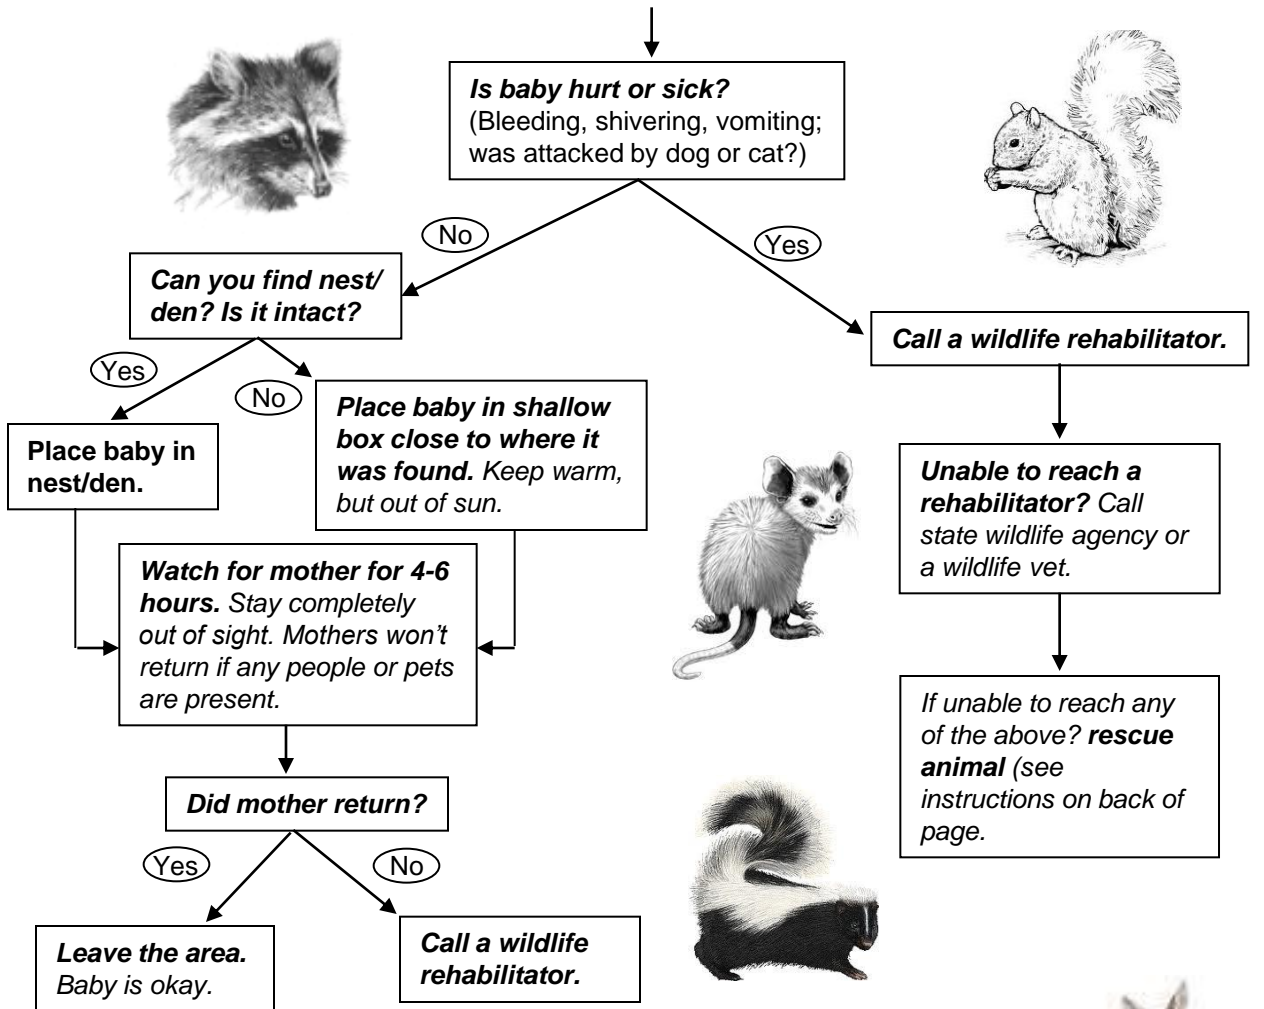 Is baby hurt or sick?
(Bleeding, shivering, vomiting;
was attacked by dog or cat?)
No
Yes
Can you find nest/
den? Is it intact?
Call a wildlife rehabilitator.
Yes
No
Place baby in
nest/den.
Place baby in shallow
box close to where it
was found. Keep warm,
but out of sun.
Unable to reach a
rehabilitator? Call
state wildlife agency or
a wildlife vet.
Watch for mother for 4-6
hours. Stay completely
out of sight. Mothers won’t
return if any people or pets
are present.
If unable to reach any
of the above? rescue
animal (see
instructions on back of
page.
Did mother return?
Yes
No
Leave the area.
Baby is okay.
Call a wildlife
rehabilitator.